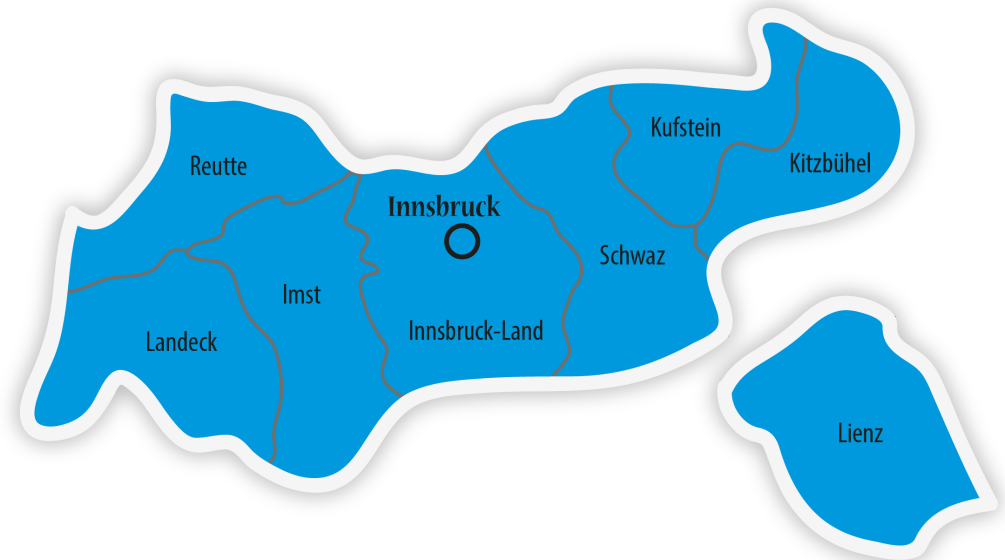 Kufstein
Reutte
Kitzbühel
Innsbruck
Schwaz
Imst
Innsbruck-Land
Landeck
Lienz